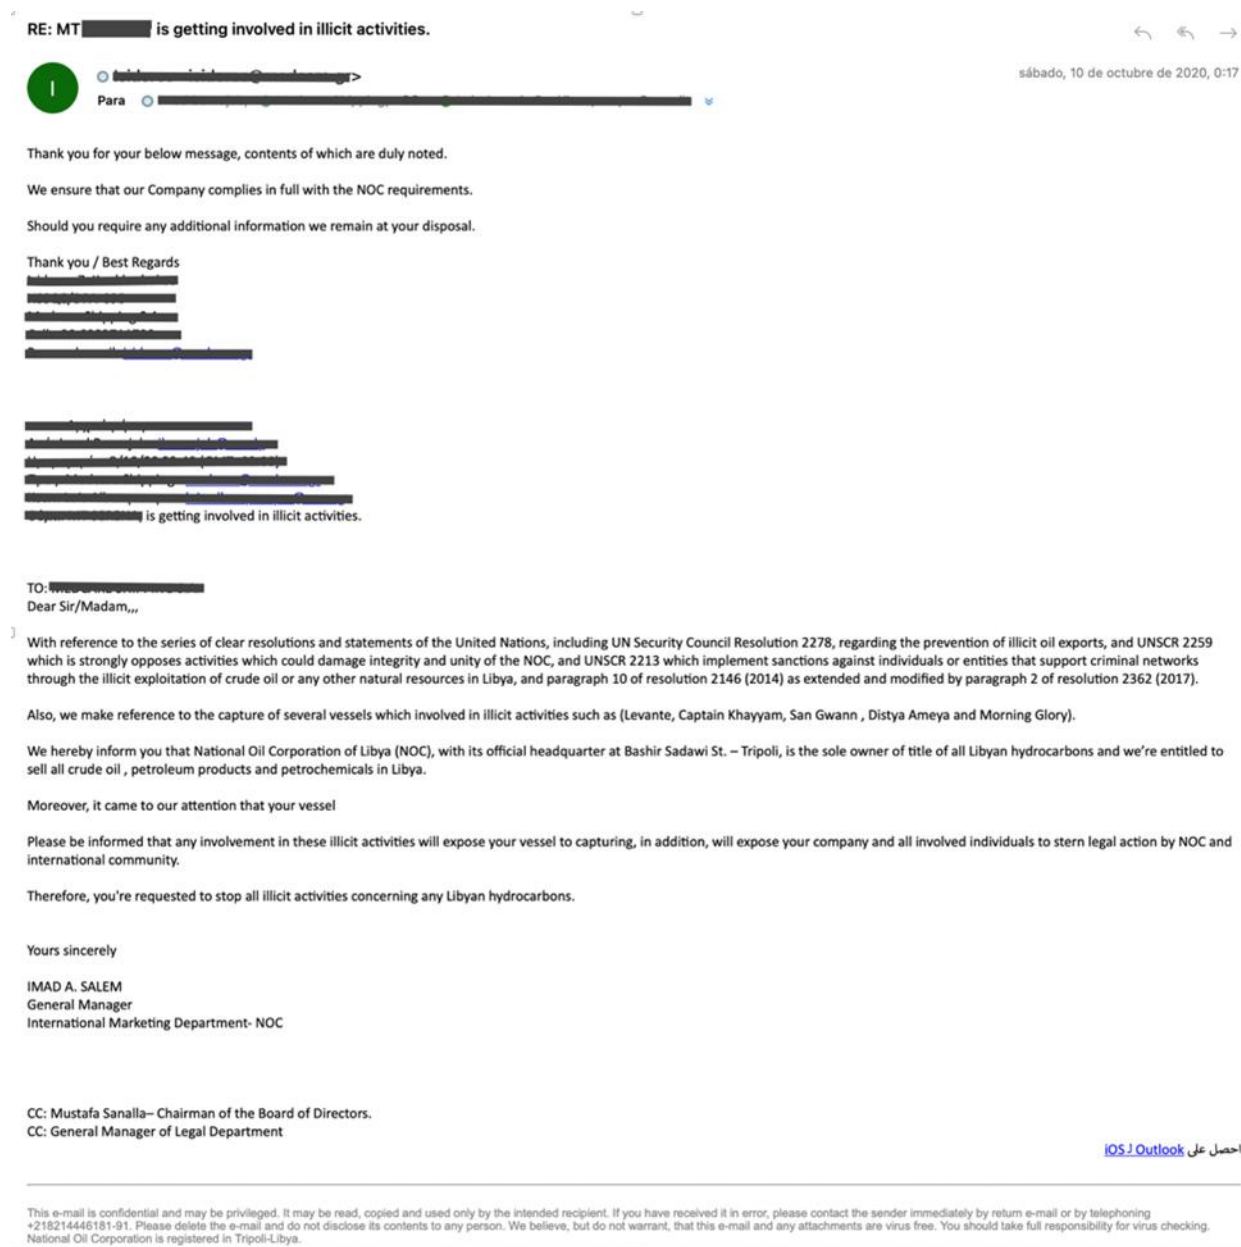 RE: MT is getting involved in illicit activities.
I
sábado, 10 de octubre de 2020, 0:17
Para
Thank you for your below message, contents of which are duly noted.
We ensure that our Company complies in full with the NOC requirements.
Should you require any additional information we remain at your disposal.
Thank you / Best Regards
is getting involved in illicit activities.
TO:
Dear Sir/Madam,,,
With reference to the series of clear resolutions and statements of the United Nations, including UN Security Council Resolution 2278, regarding the prevention of illicit oil exports, and UNSCR 2259
which is strongly opposes activities which could damage integrity and unity of the NOC, and UNSCR 2213 which implement sanctions against individuals or entities that support criminal networks
through the illicit exploitation of crude oil or any other natural resources in Libya, and paragraph 10 of resolution 2146 (2014) as extended and modified by paragraph 2 of resolution 2362 (2017).
Also, we make reference to the capture of several vessels which involved in illicit activities such as (Levante, Captain Khayyam, San Gwann , Distya Ameya and Morning Glory).
We hereby inform you that National Oil Corporation of Libya (NOC), with its official headquarter at Bashir Sadawi St. – Tripoli, is the sole owner of title of all Libyan hydrocarbons and we're entitled to
sell all crude oil , petroleum products and petrochemicals in Libya.
Moreover, it came to our attention that your vessel
Please be informed that any involvement in these illicit activities will expose your vessel to capturing, in addition, will expose your company and all involved individuals to stern legal action by NOC and
international community.
Therefore, you're requested to stop all illicit activities concerning any Libyan hydrocarbons.
Yours sincerely
IMAD A. SALEM
General Manager
International Marketing Department- NOC
CC: Mustafa Sanalla– Chairman of the Board of Directors.
CC: General Manager of Legal Department
احصل على Outlook لـ iOS
This e-mail is confidential and may be privileged. It may be read, copied and used only by the intended recipient. If you have received it in error, please contact the sender immediately by return e-mail or by telephoning
+218214446181-91. Please delete the e-mail and do not disclose its contents to any person. We believe, but do not warrant, that this e-mail and any attachments are virus free. You should take full responsibility for virus checking.
National Oil Corporation is registered in Tripoli-Libya.